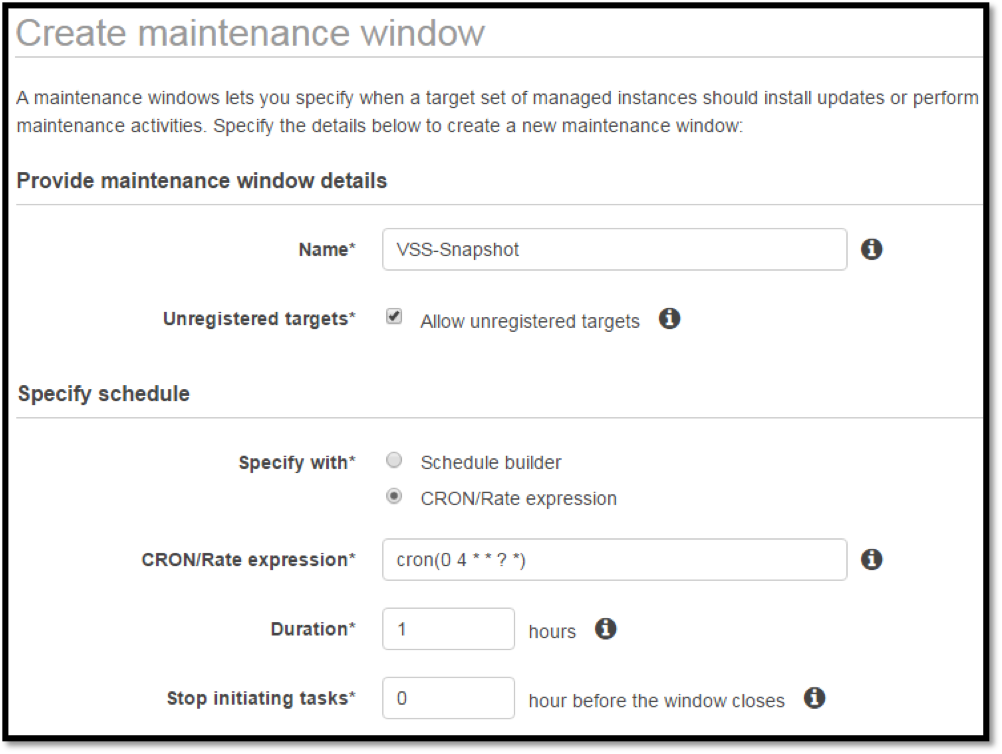 Create maintenance window
A maintenance windows lets you specify when a target set of managed instances should install updates or perform
maintenance activities. Specify the details below to create a new maintenance window:
Provide maintenance window details
Name* VSS-Snapshot
Unregistered targets* Allow unregistered targets
Specify schedule
Specify with* Schedule builder
CRON/Rate expression
CRON/Rate expression* cron(0 4 * * ? *)
Duration* 1 hours
Stop initiating tasks* 0 hour before the window closes